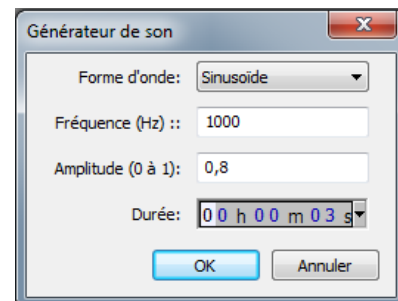 Générateur de son
Forme d'onde: Sinusoïde
Fréquence (Hz) :: 1000
Amplitude (0 à 1): 0,8
Durée: 00 h 00 m 03 s
OK Annuler